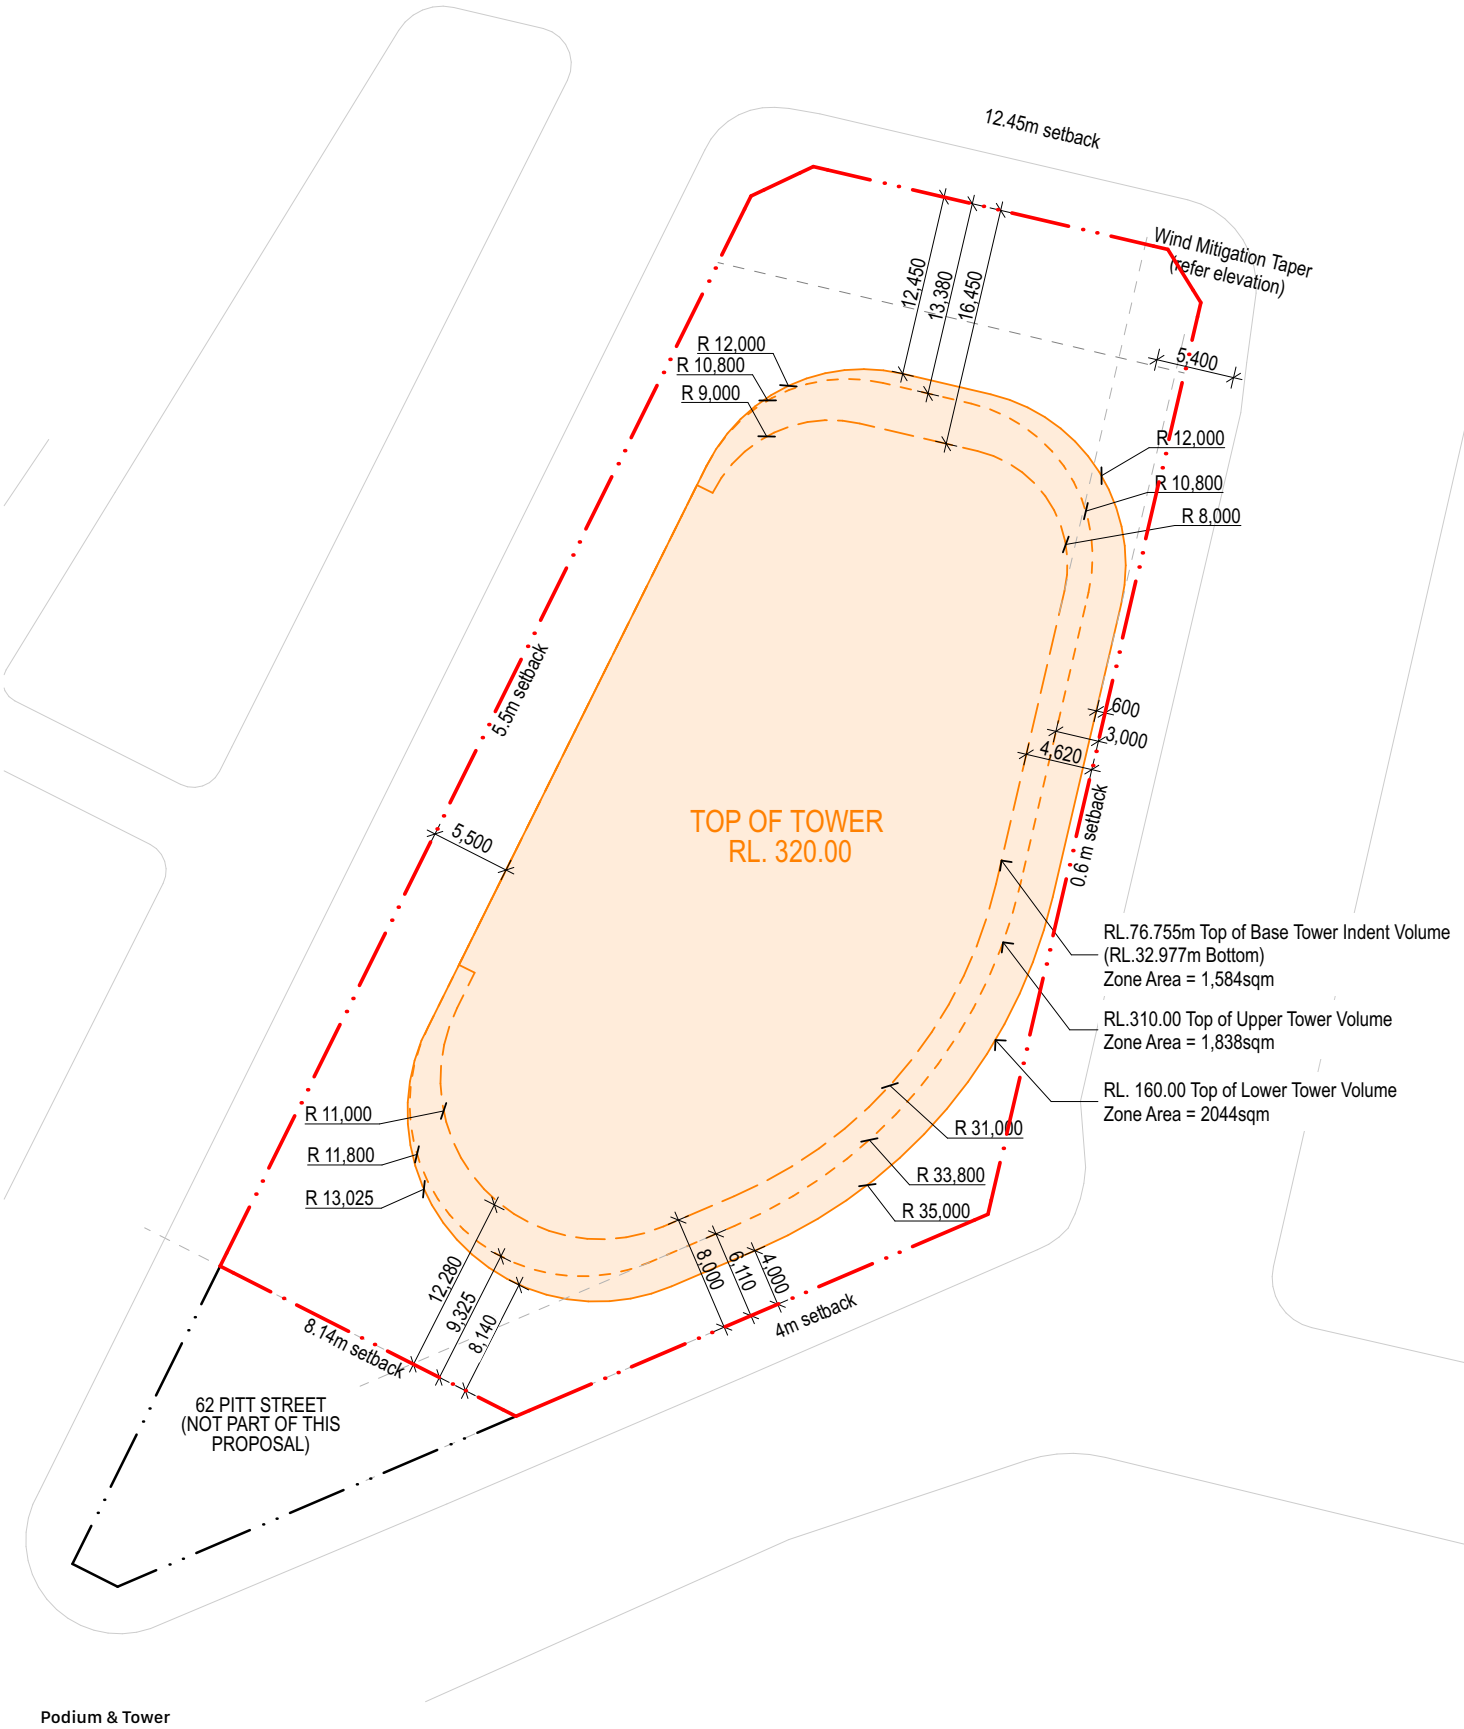 12.45m setback
Wind Mitigation Taper
(refer elevation)
12,450
13,380
16,450
5,400
R 12,000
R 10,800
R 9,000
R 12,000
R 10,800
R 8,000
5.5m setback
600
3,000
4,620
TOP OF TOWER
RL. 320.00
5,500
0.6 m setback
RL.76.755m Top of Base Tower Indent Volume
(RL.32.977m Bottom)
Zone Area = 1,584sqm
RL.310.00 Top of Upper Tower Volume
Zone Area = 1,838sqm
RL. 160.00 Top of Lower Tower Volume
Zone Area = 2044sqm
R 11,000
R 11,800
R 13,025
R 31,000
R 33,800
R 35,000
12,280
9,325
8,140
8,000
6,110
4,000
8.14m setback
4m setback
62 PITT STREET
(NOT PART OF THIS
PROPOSAL)
Podium & Tower